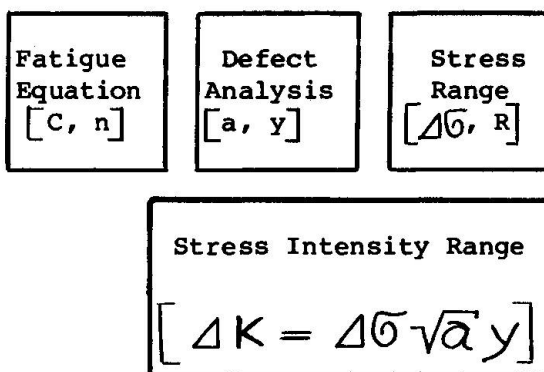 Fatigue
Equation
[C, n]
Defect
Analysis
[a, y]
Stress
Range
[Δσ, R]
Stress Intensity Range
[ΔK = Δσ √a y]